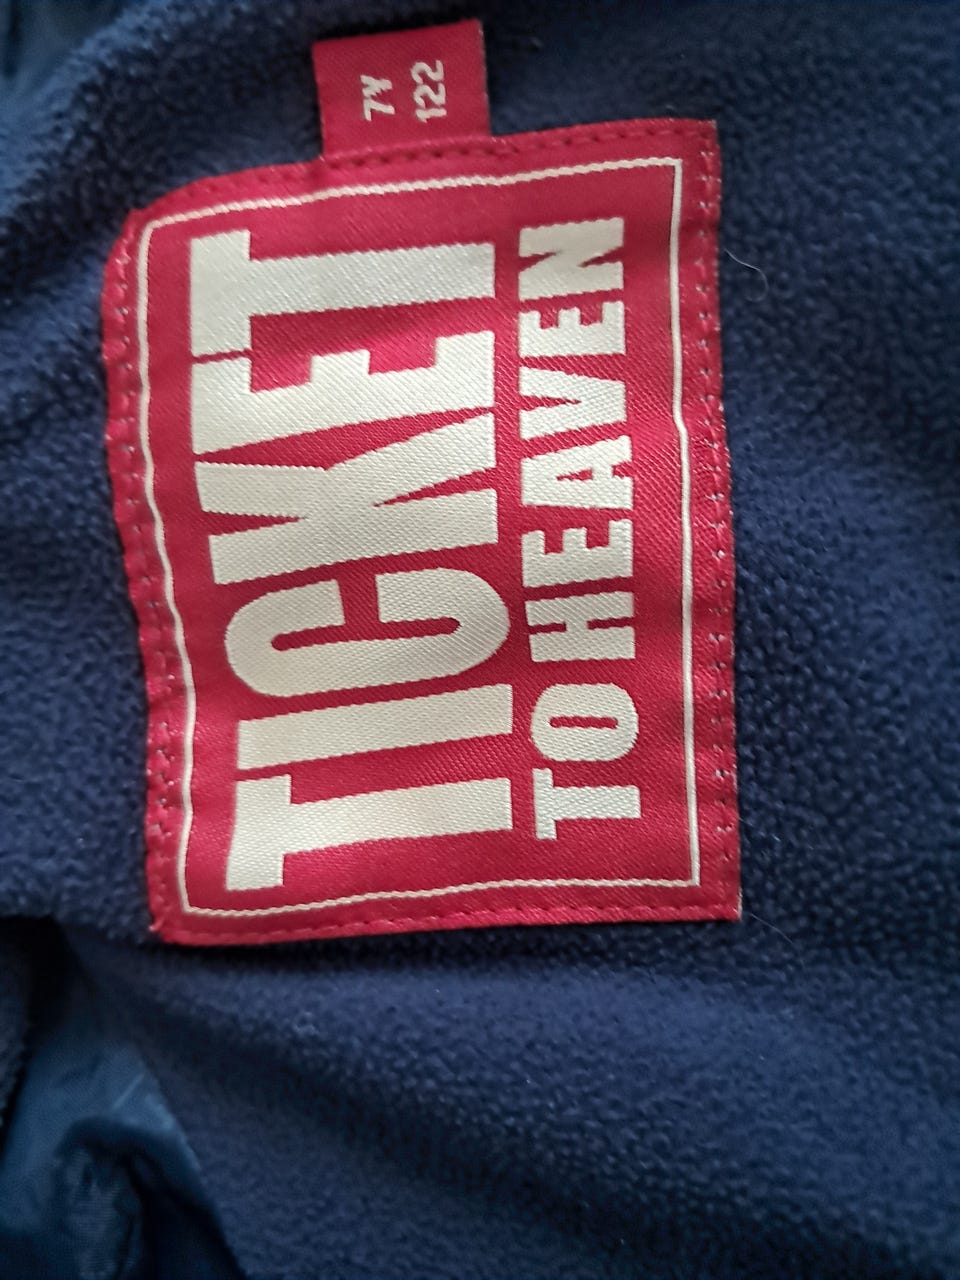 TICKET
TO HEAVEN
7Y
122